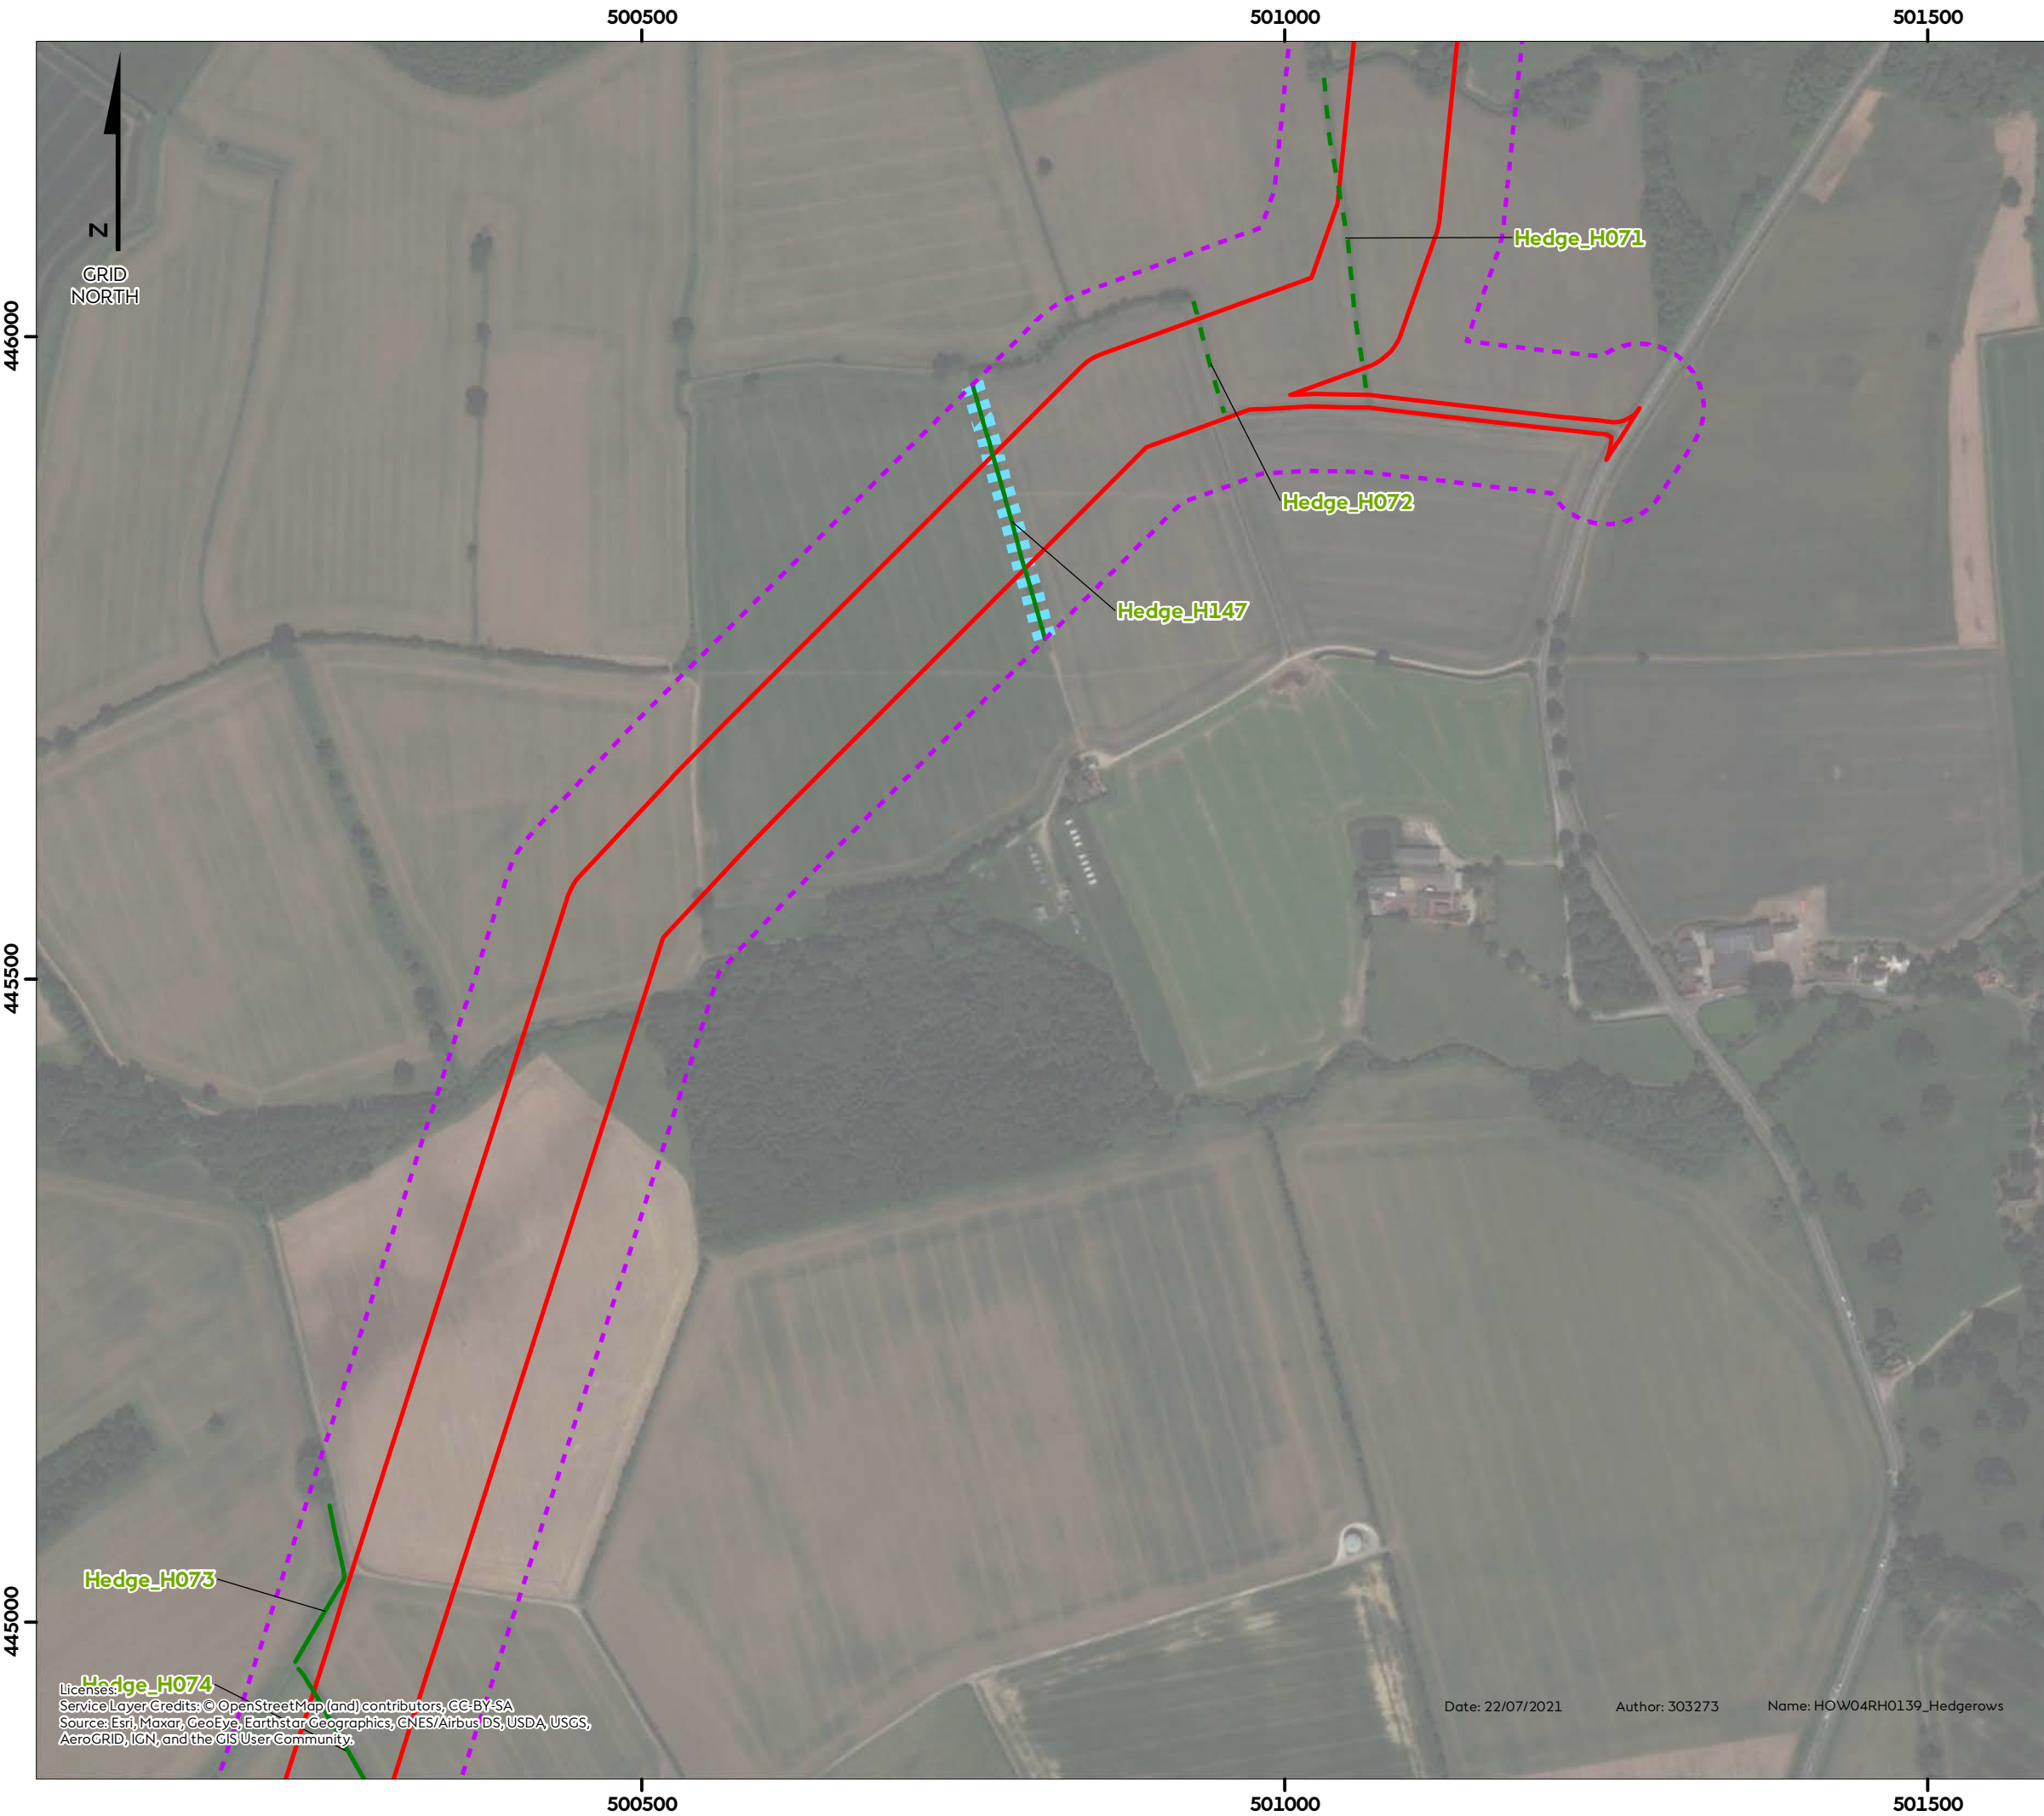 500500
501000
501500
N
GRID
NORTH
Hedge_H071
446000
Hedge_H072
Hedge_H147
445500
Hedge_H073
445000
Hedge_H074
Licenses:
Service Layer Credits: © OpenStreetMap (and) contributors, CC-BY-SA
Source: Esri, Maxar, GeoEye, Earthstar Geographics, CNES/Airbus DS, USDA, USGS,
AeroGRID, IGN, and the GIS User Community.
Date: 22/07/2021
Author: 303273
Name: HOW04RH0139_Hedgerows
500500
501000
501500